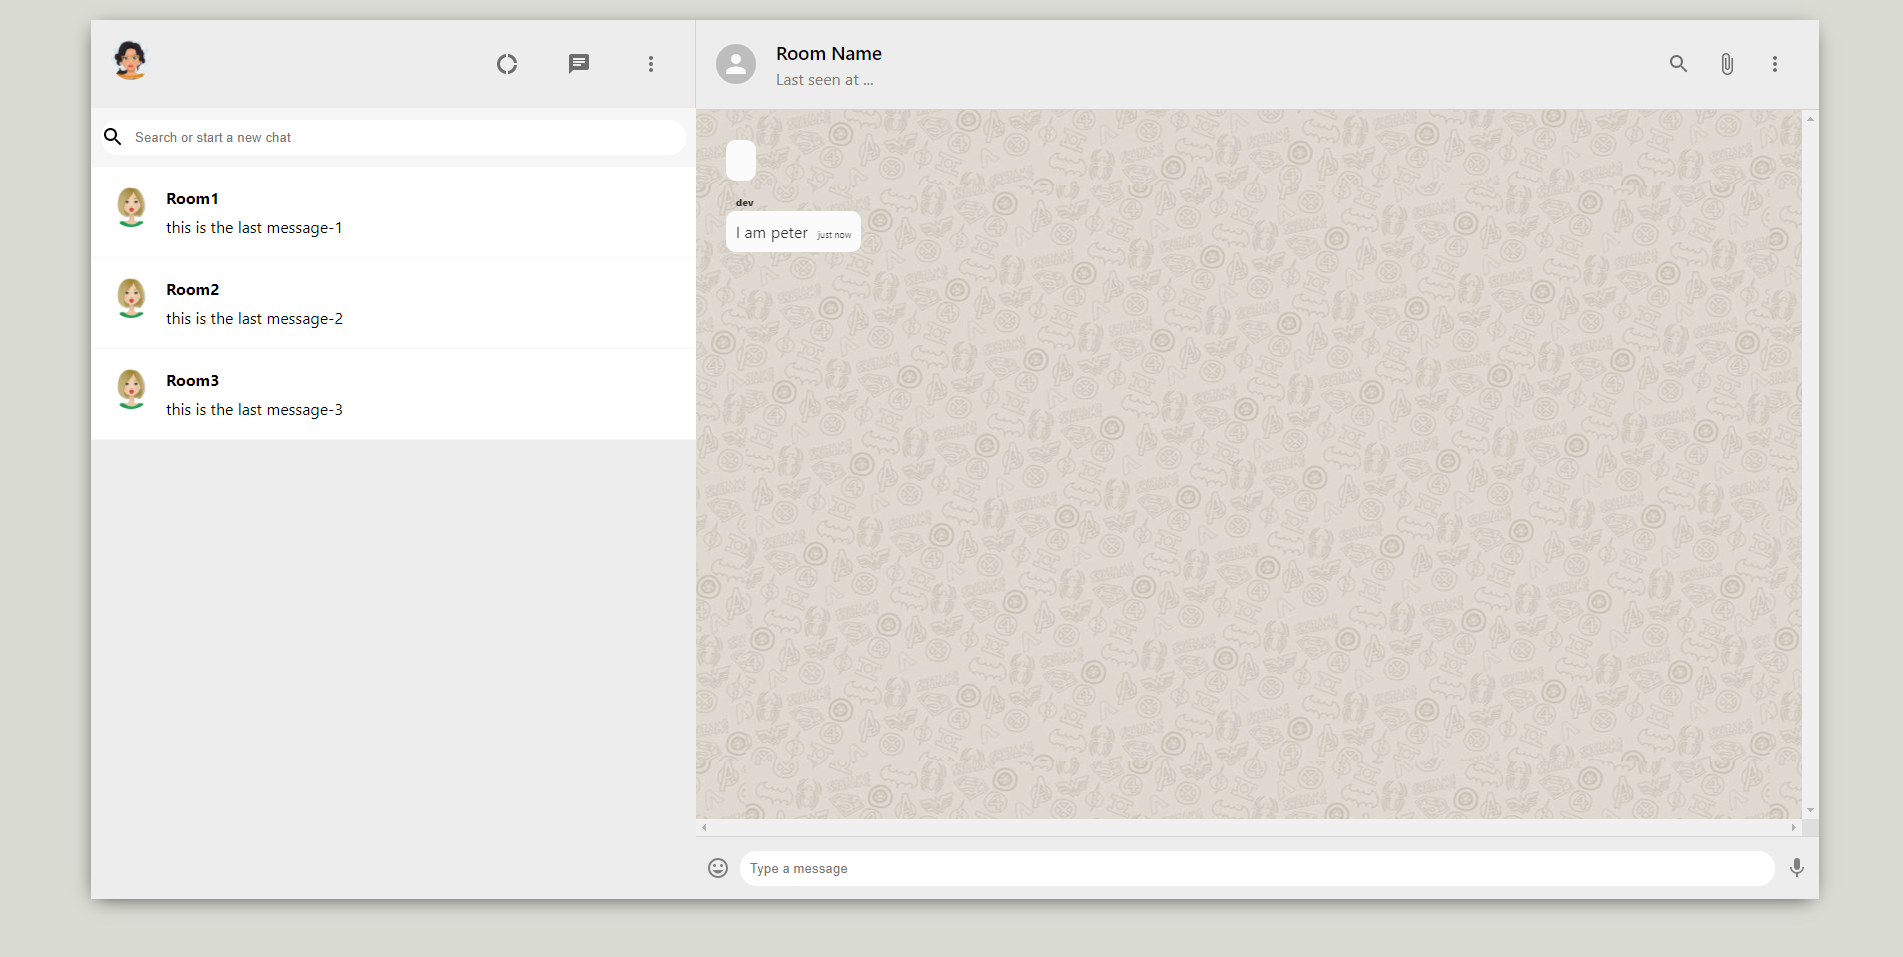 Search or start a new chat
Room1
this is the last message-1
Room2
this is the last message-2
Room3
this is the last message-3
Room Name
Last seen at ...
dev
I am peter just now
Type a message